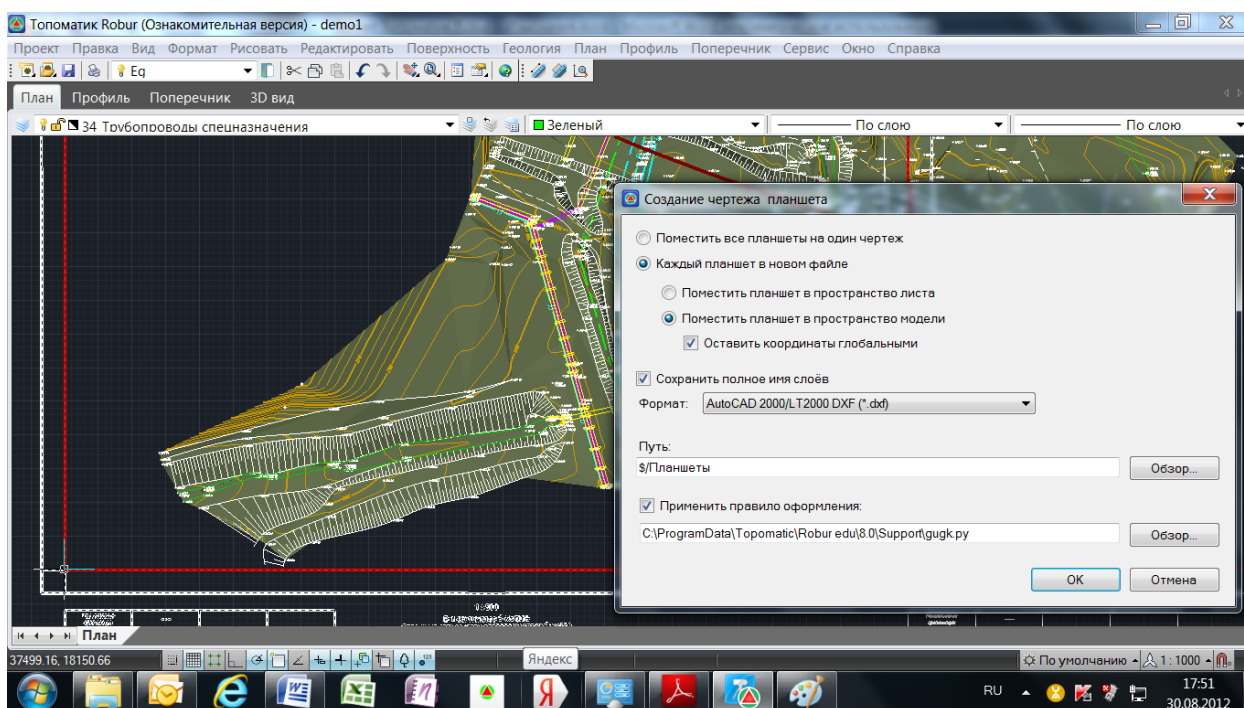 Топоматик Robur (Ознакомительная версия) - demo1
Проект Правка Вид Формат Рисовать Редактировать Поверхность Геология План Профиль Поперечник Сервис Окно Справка
Eq
План Профиль Поперечник 3D вид
34 Трубопроводы спецназначения
Зеленый
По слою
По слою
Создание чертежа планшета
Поместить все планшеты на один чертеж
Каждый планшет в новом файле
Поместить планшет в пространство листа
Поместить планшет в пространство модели
Оставить координаты глобальными
Сохранить полное имя слоёв
Формат: AutoCAD 2000/LT2000 DXF (*.dxf)
Путь:
$/Планшеты
Обзор...
Применить правило оформления:
C:\ProgramData\Topomatic\Robur edu\8.0\Support\gugk.py
Обзор...
OK
Отмена
План
37499.16, 18150.66
Яндекс
По умолчанию
1 : 1000
RU
17:51
30.08.2012